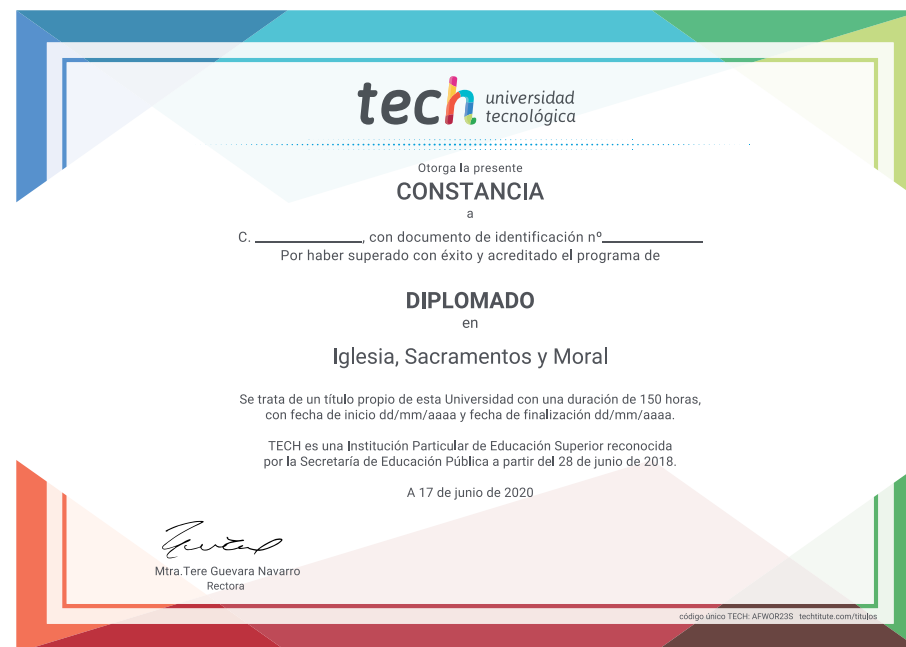 tech universidad
tecnológica
Otorga la presente
CONSTANCIA
a
C. ______________, con documento de identificación nº_____________
Por haber superado con éxito y acreditado el programa de
DIPLOMADO
en
Iglesia, Sacramentos y Moral
Se trata de un título propio de esta Universidad con una duración de 150 horas,
con fecha de inicio dd/mm/aaaa y fecha de finalización dd/mm/aaaa.
TECH es una Institución Particular de Educación Superior reconocida
por la Secretaría de Educación Pública a partir del 28 de junio de 2018.
A 17 de junio de 2020
Mtra.Tere Guevara Navarro
Rectora
código único TECH: AFWOR23S techtitute.com/titulos